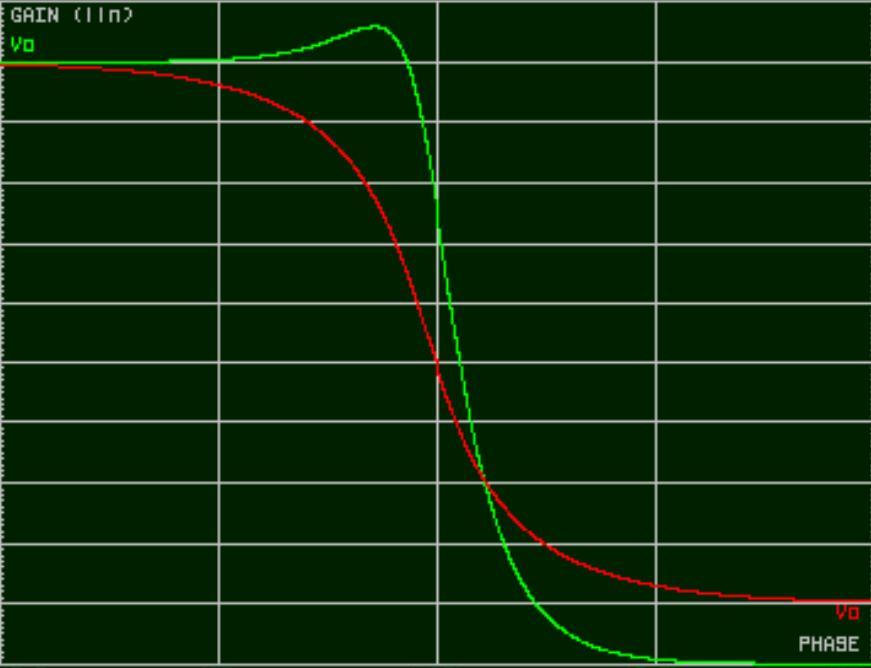 GAIN (lin)
Vo
Vo
PHASE